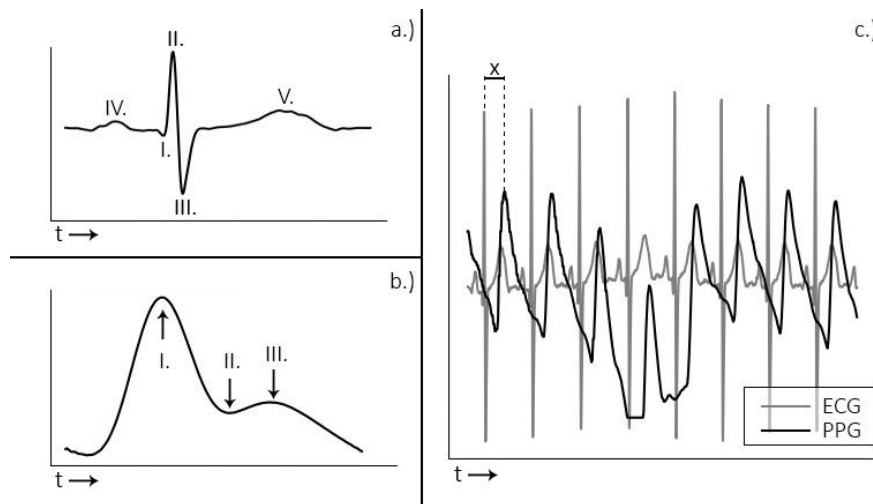 a.)
II.
IV.
V.
I.
III.
t
b.)
I.
II.
III.
t
c.)
x
ECG
PPG
t